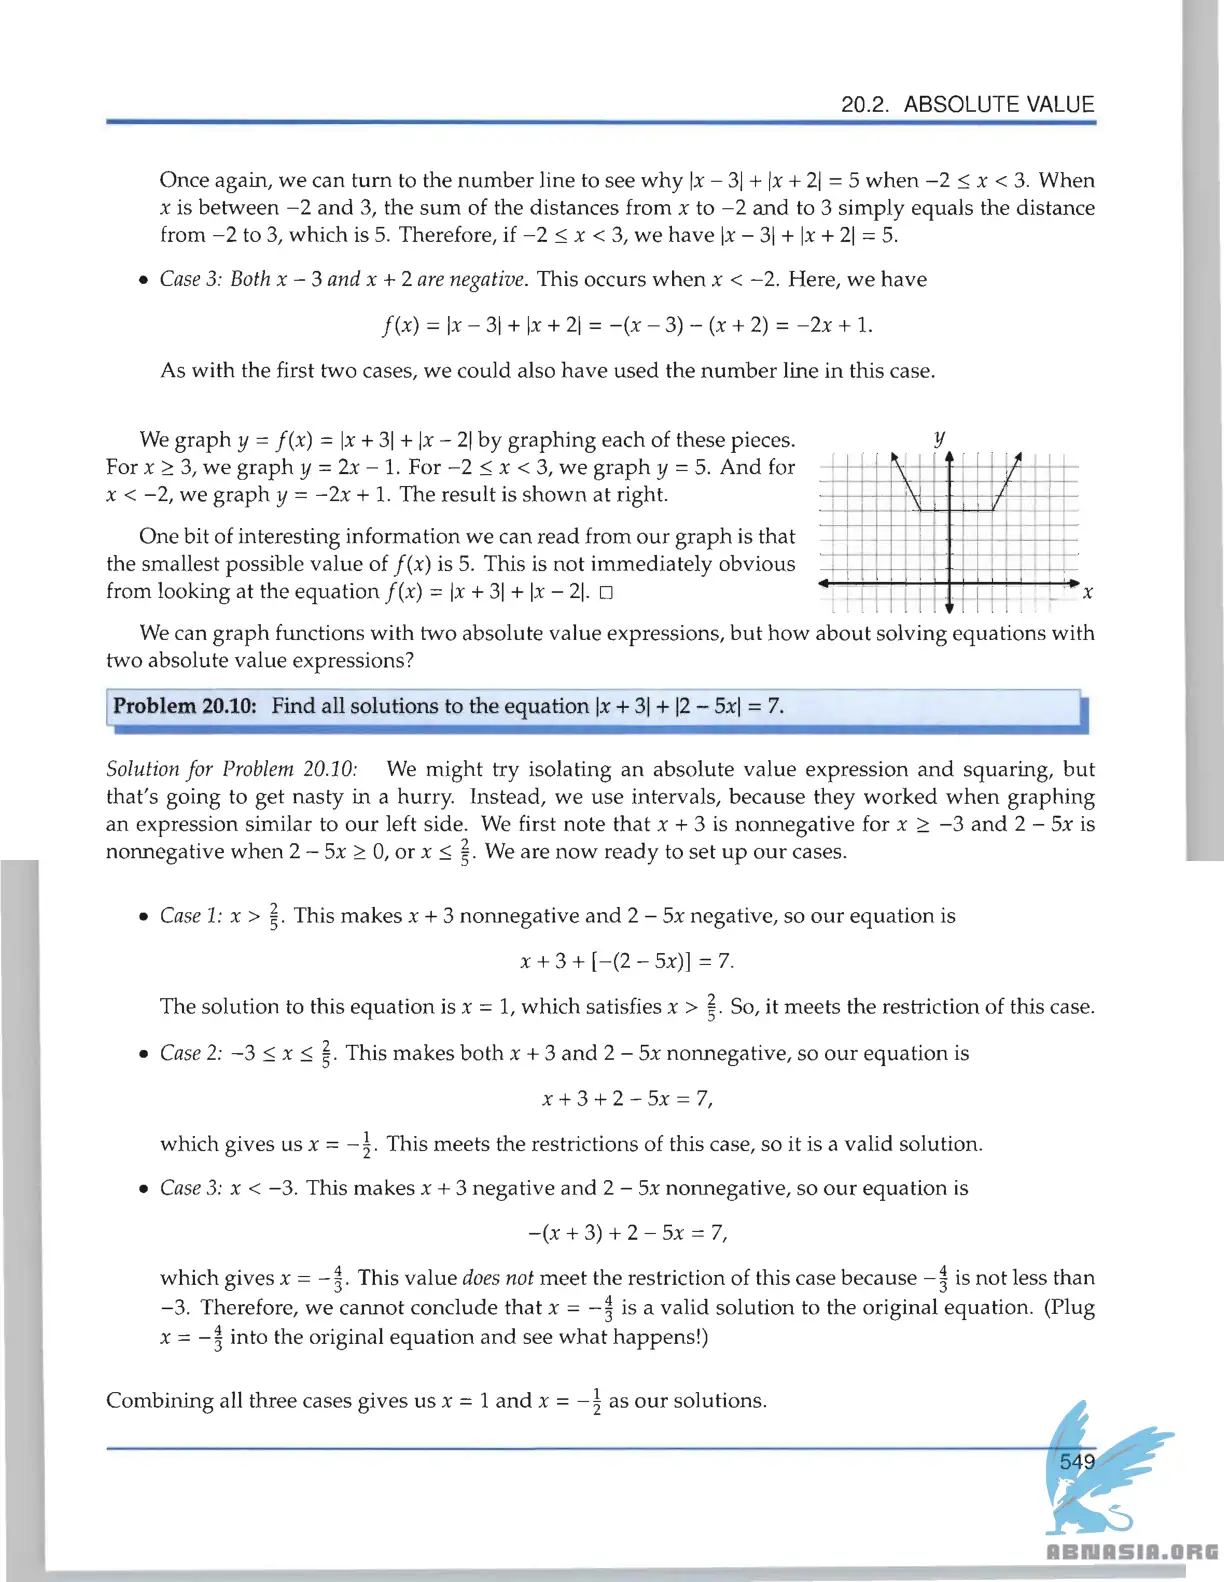 20.2. ABSOLUTE VALUE
Once again, we can turn to the number line to see why |x − 3| + |x + 2| = 5 when −2 ≤ x < 3. When
x is between −2 and 3, the sum of the distances from x to −2 and to 3 simply equals the distance
from −2 to 3, which is 5. Therefore, if −2 ≤ x < 3, we have |x − 3| + |x + 2| = 5.
• Case 3: Both x − 3 and x + 2 are negative. This occurs when x < −2. Here, we have
f(x) = |x − 3| + |x + 2| = −(x − 3) − (x + 2) = −2x + 1.
As with the first two cases, we could also have used the number line in this case.
We graph y = f(x) = |x + 3| + |x − 2| by graphing each of these pieces.
For x ≥ 3, we graph y = 2x − 1. For −2 ≤ x < 3, we graph y = 5. And for
x < −2, we graph y = −2x + 1. The result is shown at right.
One bit of interesting information we can read from our graph is that
the smallest possible value of f(x) is 5. This is not immediately obvious
from looking at the equation f(x) = |x + 3| + |x − 2|. □
y
x
We can graph functions with two absolute value expressions, but how about solving equations with
two absolute value expressions?
Problem 20.10: Find all solutions to the equation |x + 3| + |2 − 5x| = 7.
Solution for Problem 20.10: We might try isolating an absolute value expression and squaring, but
that's going to get nasty in a hurry. Instead, we use intervals, because they worked when graphing
an expression similar to our left side. We first note that x + 3 is nonnegative for x ≥ −3 and 2 − 5x is
nonnegative when 2 − 5x ≥ 0, or x ≤ 2/5. We are now ready to set up our cases.
• Case 1: x > 2/5. This makes x + 3 nonnegative and 2 − 5x negative, so our equation is
x + 3 + [−(2 − 5x)] = 7.
The solution to this equation is x = 1, which satisfies x > 2/5. So, it meets the restriction of this case.
• Case 2: −3 ≤ x ≤ 2/5. This makes both x + 3 and 2 − 5x nonnegative, so our equation is
x + 3 + 2 − 5x = 7,
which gives us x = −1/2. This meets the restrictions of this case, so it is a valid solution.
• Case 3: x < −3. This makes x + 3 negative and 2 − 5x nonnegative, so our equation is
−(x + 3) + 2 − 5x = 7,
which gives x = −4/3. This value does not meet the restriction of this case because −4/3 is not less than
−3. Therefore, we cannot conclude that x = −4/3 is a valid solution to the original equation. (Plug
x = −4/3 into the original equation and see what happens!)
Combining all three cases gives us x = 1 and x = −1/2 as our solutions.
549
ABNASIA.ORG